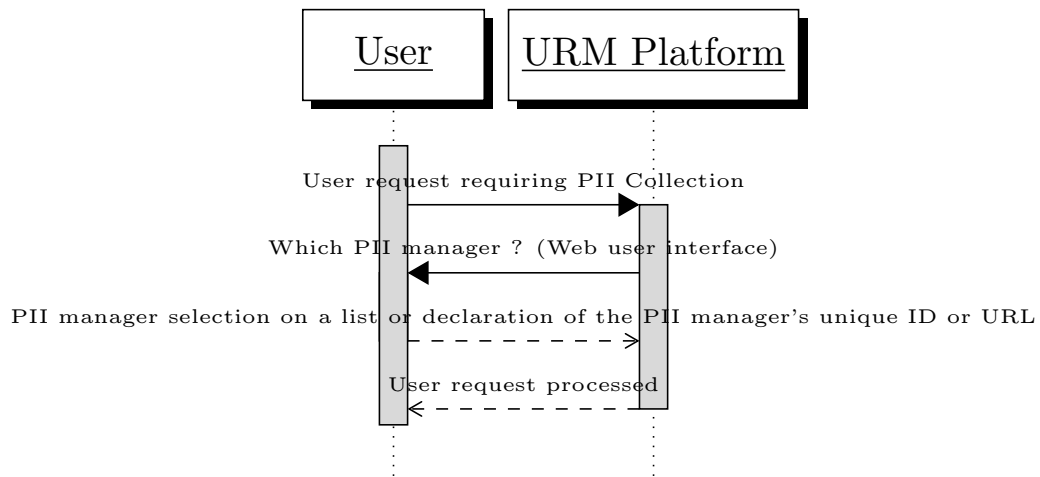 User
URM Platform
User request requiring PII Collection
Which PII manager ? (Web user interface)
PII manager selection on a list or declaration of the PII manager's unique ID or URL
User request processed